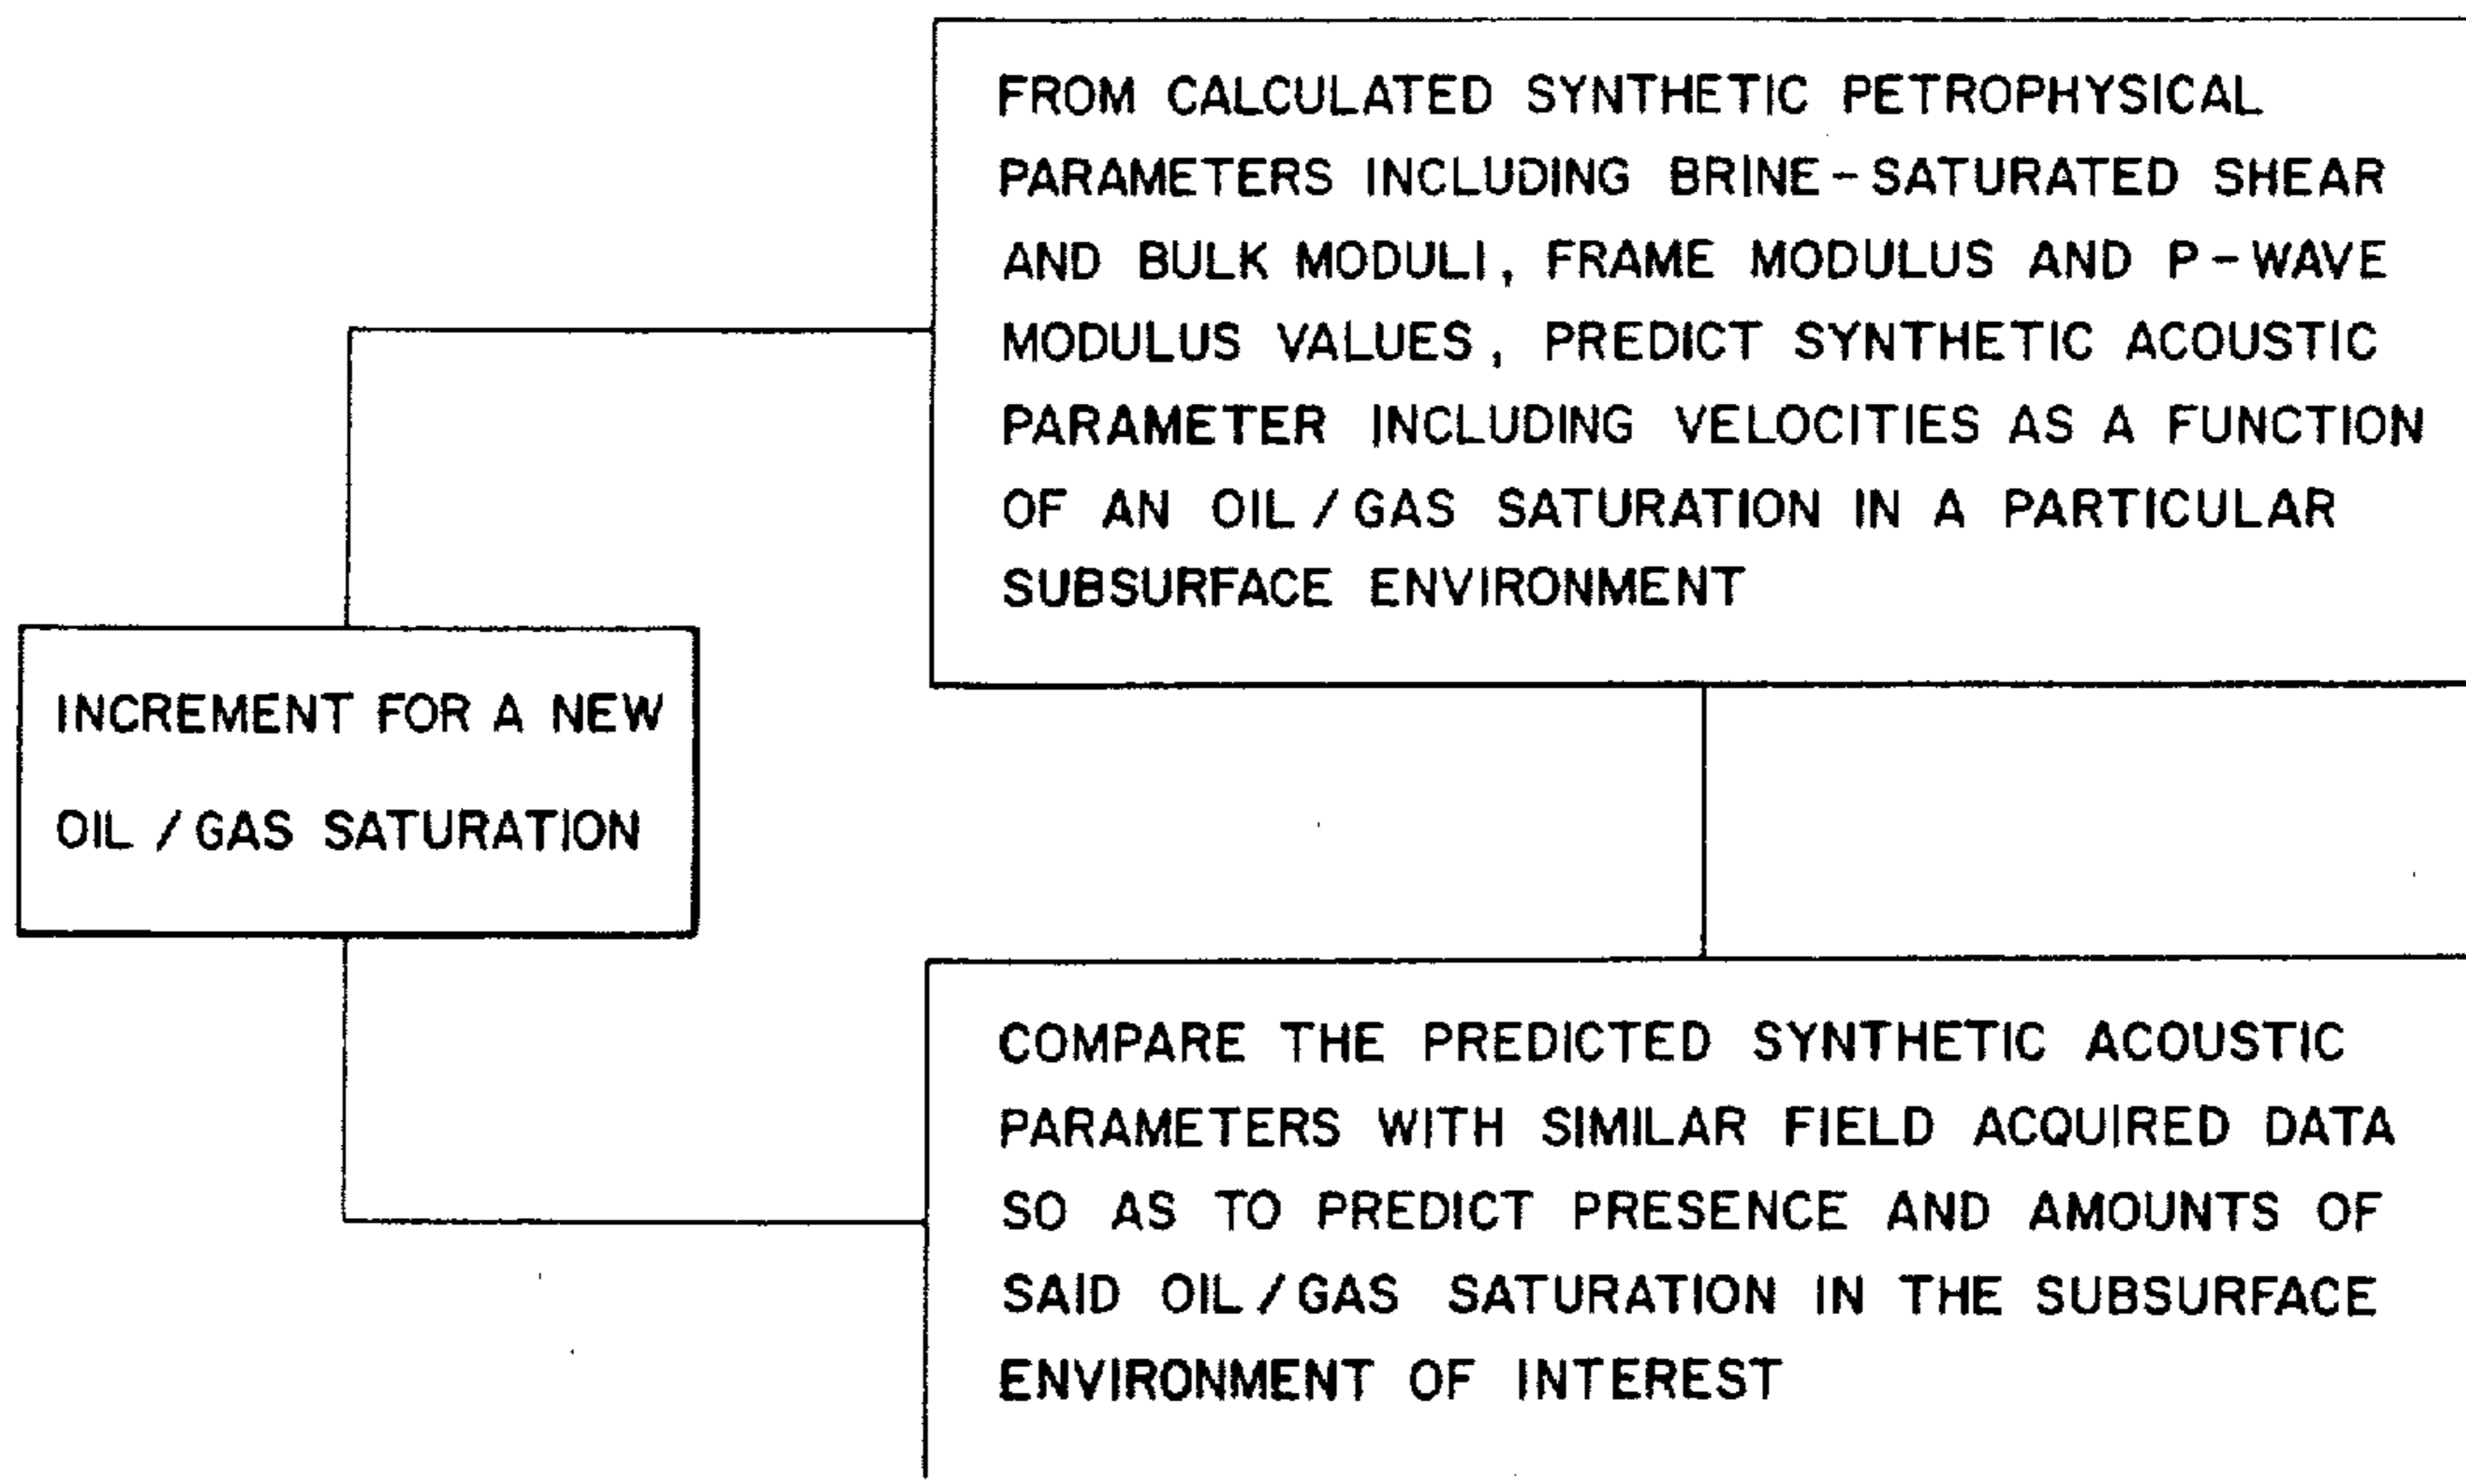 FROM CALCULATED SYNTHETIC PETROPHYSICAL
PARAMETERS INCLUDING BRINE-SATURATED SHEAR
AND BULK MODULI, FRAME MODULUS AND P-WAVE
MODULUS VALUES, PREDICT SYNTHETIC ACOUSTIC
PARAMETER INCLUDING VELOCITIES AS A FUNCTION
OF AN OIL/GAS SATURATION IN A PARTICULAR
SUBSURFACE ENVIRONMENT
INCREMENT FOR A NEW
OIL/GAS SATURATION
COMPARE THE PREDICTED SYNTHETIC ACOUSTIC
PARAMETERS WITH SIMILAR FIELD ACQUIRED DATA
SO AS TO PREDICT PRESENCE AND AMOUNTS OF
SAID OIL/GAS SATURATION IN THE SUBSURFACE
ENVIRONMENT OF INTEREST